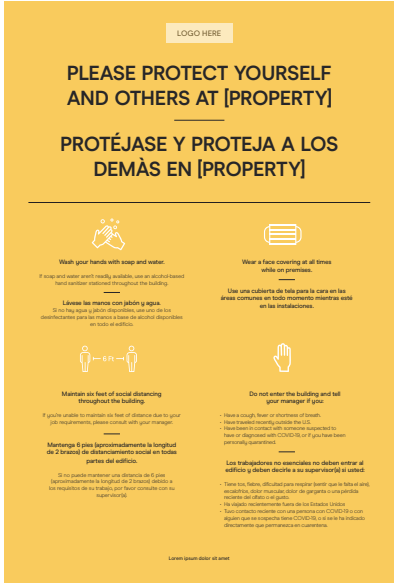 LOGO HERE
PLEASE PROTECT YOURSELF
AND OTHERS AT [PROPERTY]
PROTÉJASE Y PROTEJA A LOS
DEMÀS EN [PROPERTY]
Wash your hands with soap and water.
If soap and water aren't readily available, use an alcohol-based
hand sanitizer stationed throughout the building.
Lávese las manos con jabón y agua.
Si no hay agua y jabón disponibles, use uno de los
desinfectantes para las manos a base de alcohol disponibles
en todo el edificio.
Wear a face covering at all times
while on premises.
Use una cubierta de tela para la cara en las
áreas comunes en todo momento mientras esté
en las instalaciones.
6 Ft
Maintain six feet of social distancing
throughout the building.
If you're unable to maintain six feet of distance due to your
job requirements, please consult with your manager.
Mantenga 6 pies (aproximadamente la longitud
de 2 brazos) de distanciamiento social en todas
partes del edificio.
Si no puede mantener una distancia de 6 pies
(aproximadamente la longitud de 2 brazos) debido a
los requisitos de su trabajo, por favor consulte con su
supervisor(a).
Do not enter the building and tell
your manager if you:
• Have a cough, fever or shortness of breath.
• Have traveled recently outside the U.S.
• Have been in contact with someone suspected to
have or diagnosed with COVID-19, or if you have been
personally quarantined.
Los trabajadores no esenciales no deben entrar al
edificio y deben decirle a su supervisor(a) si usted:
• Tiene tos, fiebre, dificultad para respirar (sentir que le falta el aire),
escalofríos, dolor muscular, dolor de garganta o una pérdida
reciente del olfato o el gusto.
• Ha viajado recientemente fuera de los Estados Unidos
• Tuvo contacto reciente con una persona con COVID-19 o con
alguien que se sospecha tiene COVID-19, o si se le ha indicado
directamente que permanezca en cuarentena.
Lorem ipsum dolor sit amet